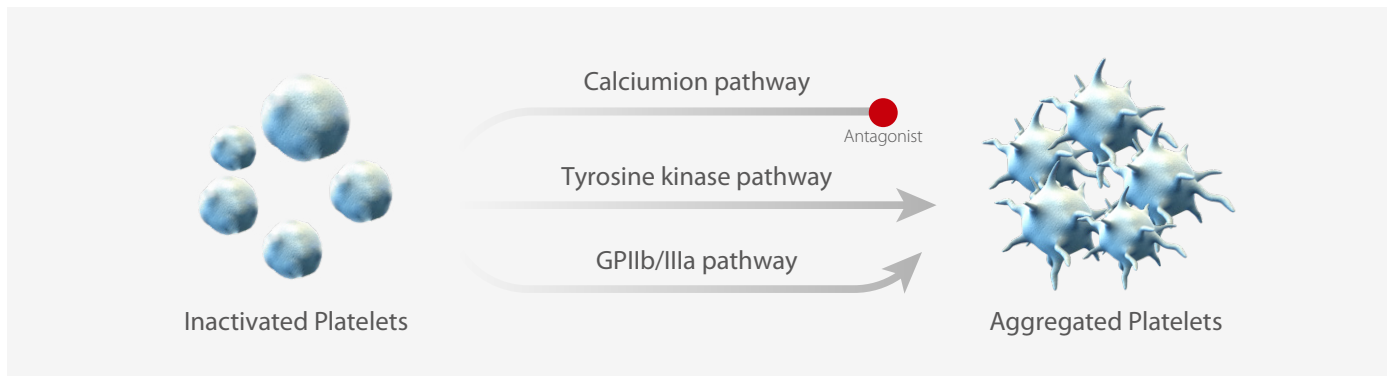 Calciumion pathway
Antagonist
Tyrosine kinase pathway
GPIIb/IIIa pathway
Inactivated Platelets
Aggregated Platelets